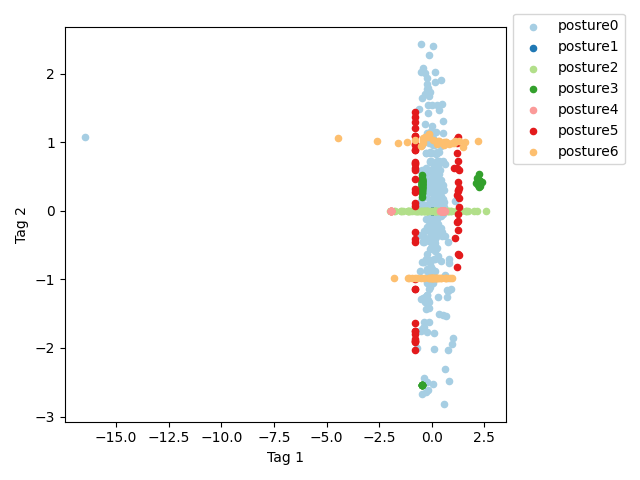 posture0
posture1
posture2
posture3
posture4
posture5
posture6
2
1
0
−1
−2
−3
Tag 2
−15.0 −12.5 −10.0 −7.5 −5.0 −2.5 0.0 2.5
Tag 1